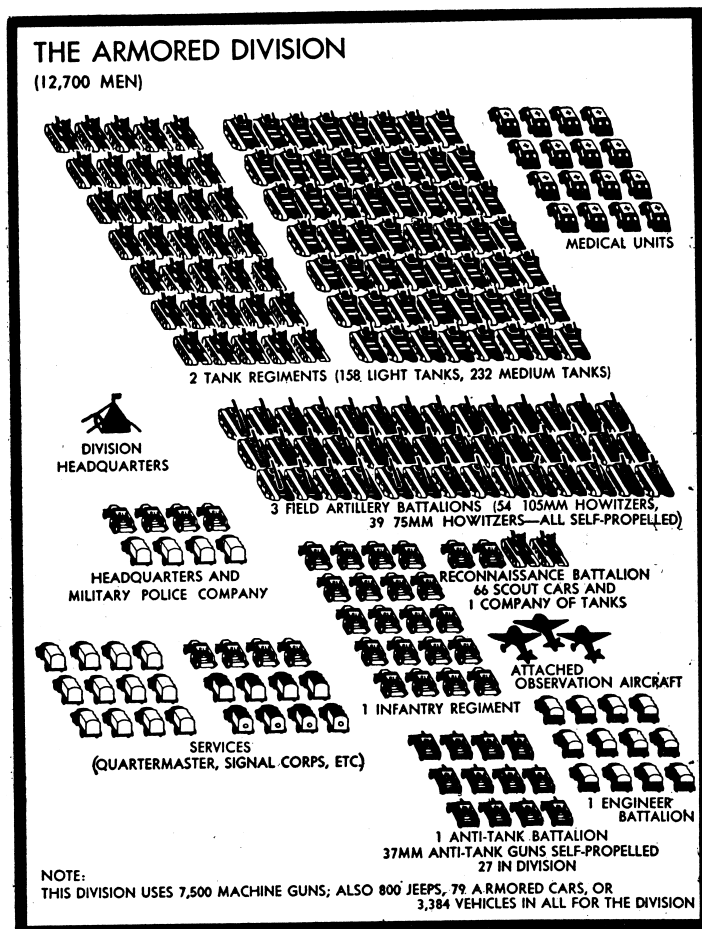 THE ARMORED DIVISION
(12,700 MEN)
MEDICAL UNITS
2 TANK REGIMENTS (158 LIGHT TANKS, 232 MEDIUM TANKS)
DIVISION
HEADQUARTERS
3 FIELD ARTILLERY BATTALIONS (54 105MM HOWITZERS,
39 75MM HOWITZERS—ALL SELF-PROPELLED)
HEADQUARTERS AND
MILITARY POLICE COMPANY
RECONNAISSANCE BATTALION
66 SCOUT CARS AND
1 COMPANY OF TANKS
ATTACHED
OBSERVATION AIRCRAFT
1 INFANTRY REGIMENT
SERVICES
(QUARTERMASTER, SIGNAL CORPS, ETC)
1 ENGINEER
BATTALION
1 ANTI-TANK BATTALION
37MM ANTI-TANK GUNS SELF-PROPELLED
27 IN DIVISION
NOTE:
THIS DIVISION USES 7,500 MACHINE GUNS; ALSO 800 JEEPS, 79 ARMORED CARS, OR
3,384 VEHICLES IN ALL FOR THE DIVISION